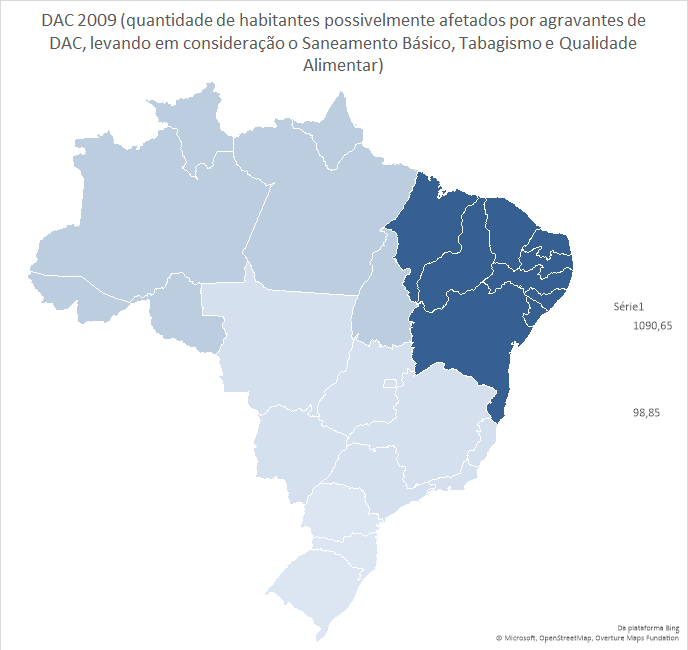 DAC 2009 (quantidade de habitantes possivelmente afetados por agravantes de
DAC, levando em consideração o Saneamento Básico, Tabagismo e Qualidade
Alimentar)
Série1
1090,65
98,85
Da plataforma Bing
© Microsoft, OpenStreetMap, Overture Maps Fundation